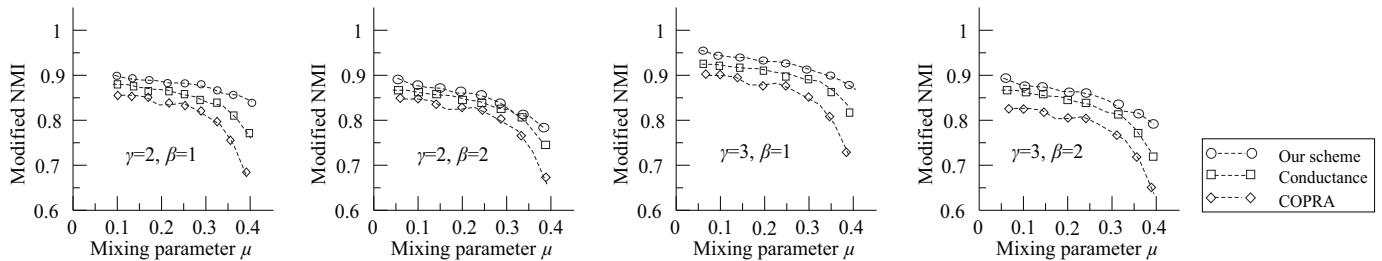 Modified NMI
1
0.9
0.8
0.7
0.6
γ=2, β=1
0 0.1 0.2 0.3 0.4
Mixing parameter μ
Modified NMI
1
0.9
0.8
0.7
0.6
γ=2, β=2
0 0.1 0.2 0.3 0.4
Mixing parameter μ
Modified NMI
1
0.9
0.8
0.7
0.6
γ=3, β=1
0 0.1 0.2 0.3 0.4
Mixing parameter μ
Modified NMI
1
0.9
0.8
0.7
0.6
γ=3, β=2
0 0.1 0.2 0.3 0.4
Mixing parameter μ
Our scheme
Conductance
COPRA